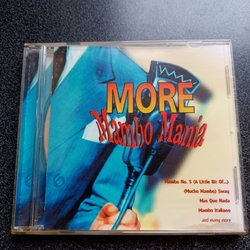 MORE
Mambo Mania
Mambo No. 5 (A Little Bit Of...)
(Mucho Mambo) Sway
Mas Que Nada
Mambo Italiano
and many more